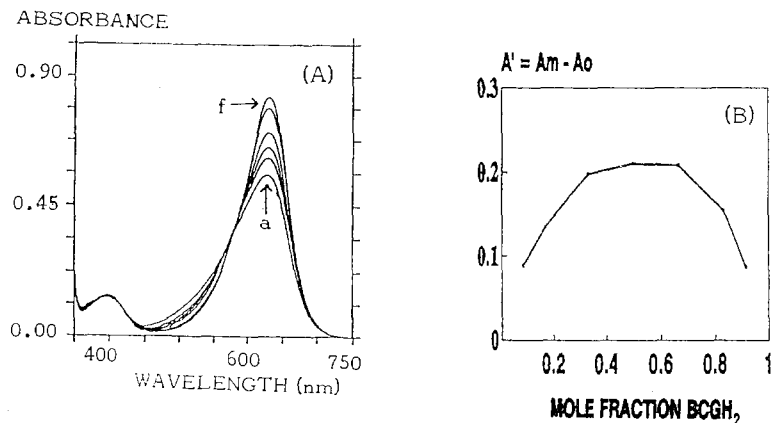 ABSORBANCE
(A)
0.90
f
0.45
a
0.00
400
600
750
WAVELENGTH (nm)
A' = Am - Ao
0.3
(B)
0.2
0.1
0
0.2
0.4
0.6
0.8
1
MOLE FRACTION BCGH₂